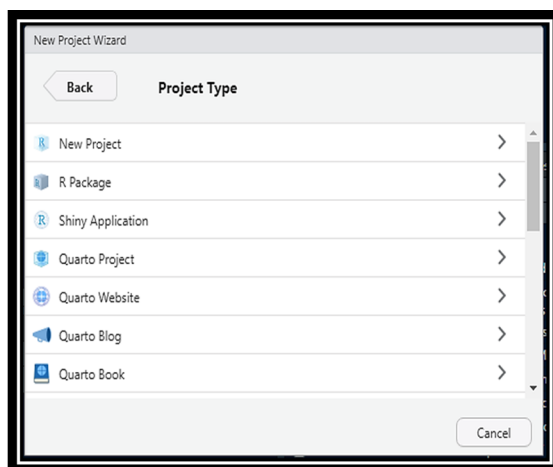 New Project Wizard
Back
Project Type
New Project
R Package
Shiny Application
Quarto Project
Quarto Website
Quarto Blog
Quarto Book
Cancel